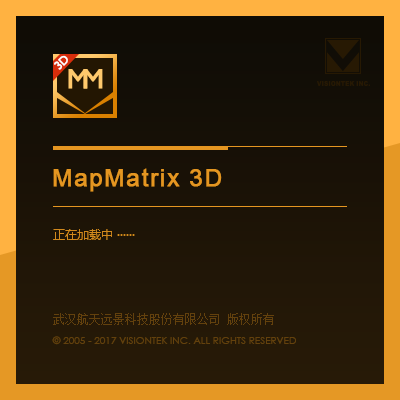 VISIONTEK INC
3D
MM
MapMatrix 3D
正在加载中 ······
武汉航天远景科技股份有限公司 版权所有
© 2005 - 2017 VISIONTEK INC. ALL RIGHTS RESERVED